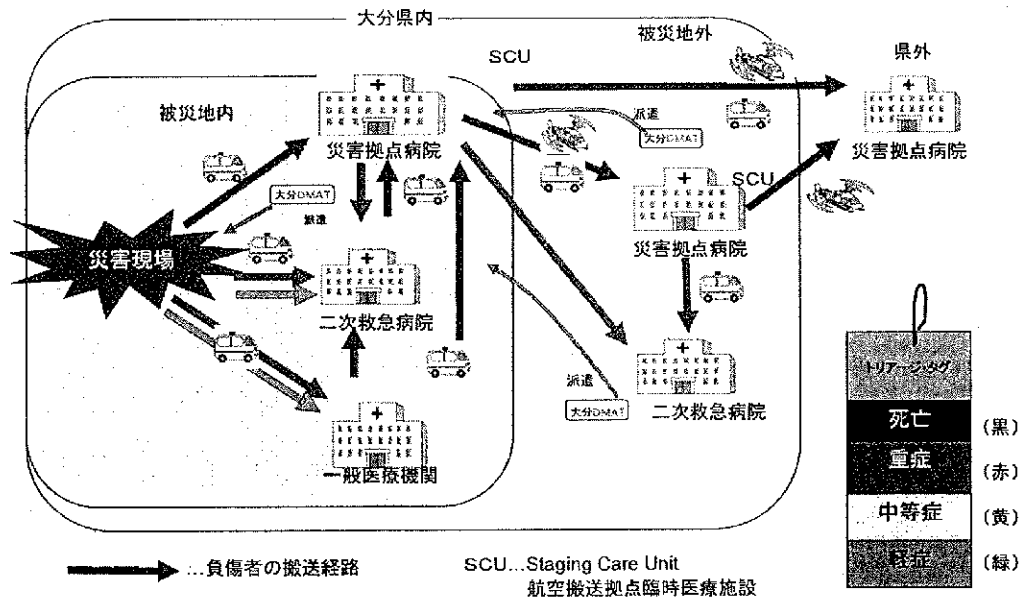 大分県内
被災地外
SCU
県外
被災地内
災害拠点病院
派遣
大分DMAT
災害拠点病院
大分DMAT
派遣
SCU
災害現場
災害拠点病院
二次救急病院
派遣
大分DMAT
二次救急病院
一般医療機関
トリアージ・タグ
死亡
(黒)
重症
(赤)
中等症
(黄)
軽症
(緑)
…負傷者の搬送経路
SCU…Staging Care Unit
航空搬送拠点臨時医療施設